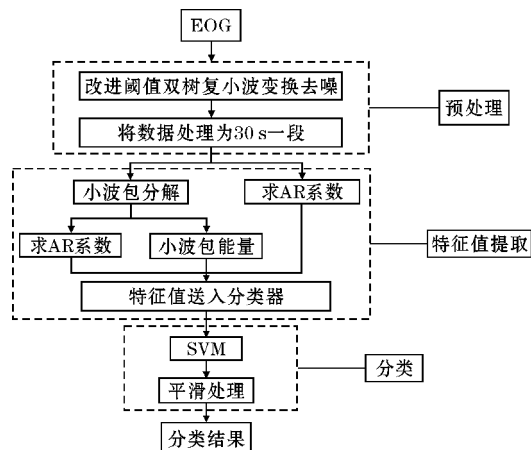 EOG
改进阈值双树复小波变换去噪
将数据处理为30 s一段
预处理
小波包分解
求AR系数
求AR系数
小波包能量
特征值提取
特征值送入分类器
SVM
平滑处理
分类
分类结果